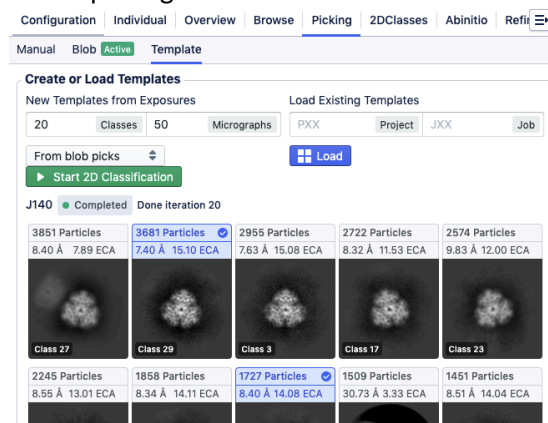 Configuration Individual Overview Browse Picking 2DClasses Abinitio Refi
Manual Blob Active Template
Create or Load Templates
New Templates from Exposures Load Existing Templates
20 Classes 50 Micrographs PXX Project JXX Job
From blob picks Load
Start 2D Classification
J140 Completed Done iteration 20
3851 Particles 3681 Particles 2955 Particles 2722 Particles 2574 Particles
8.40 Å 7.89 ECA 7.40 Å 15.10 ECA 7.63 Å 15.08 ECA 8.32 Å 11.53 ECA 9.83 Å 12.00 ECA
Class 27 Class 29 Class 3 Class 17 Class 23
2245 Particles 1858 Particles 1727 Particles 1509 Particles 1451 Particles
8.55 Å 13.01 ECA 8.34 Å 14.11 ECA 8.40 Å 14.08 ECA 30.73 Å 3.33 ECA 8.51 Å 14.04 ECA